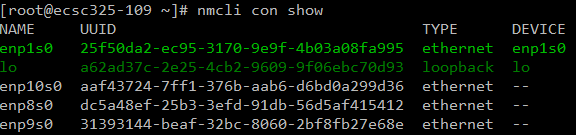 [root@ecsc325-109 ~]# nmcli con show
NAME UUID TYPE DEVICE
enp1s0 25f50da2-ec95-3170-9e9f-4b03a08fa995 ethernet enp1s0
lo a62ad37c-2e25-4cb2-9609-9f06ebc70d93 loopback lo
enp10s0 aaf43724-7ff1-376b-aab6-d6bd0a299d36 ethernet --
enp8s0 dc5a48ef-25b3-3efd-91db-56d5af415412 ethernet --
enp9s0 31393144-beaf-32bc-8060-2bf8fb27e68e ethernet --